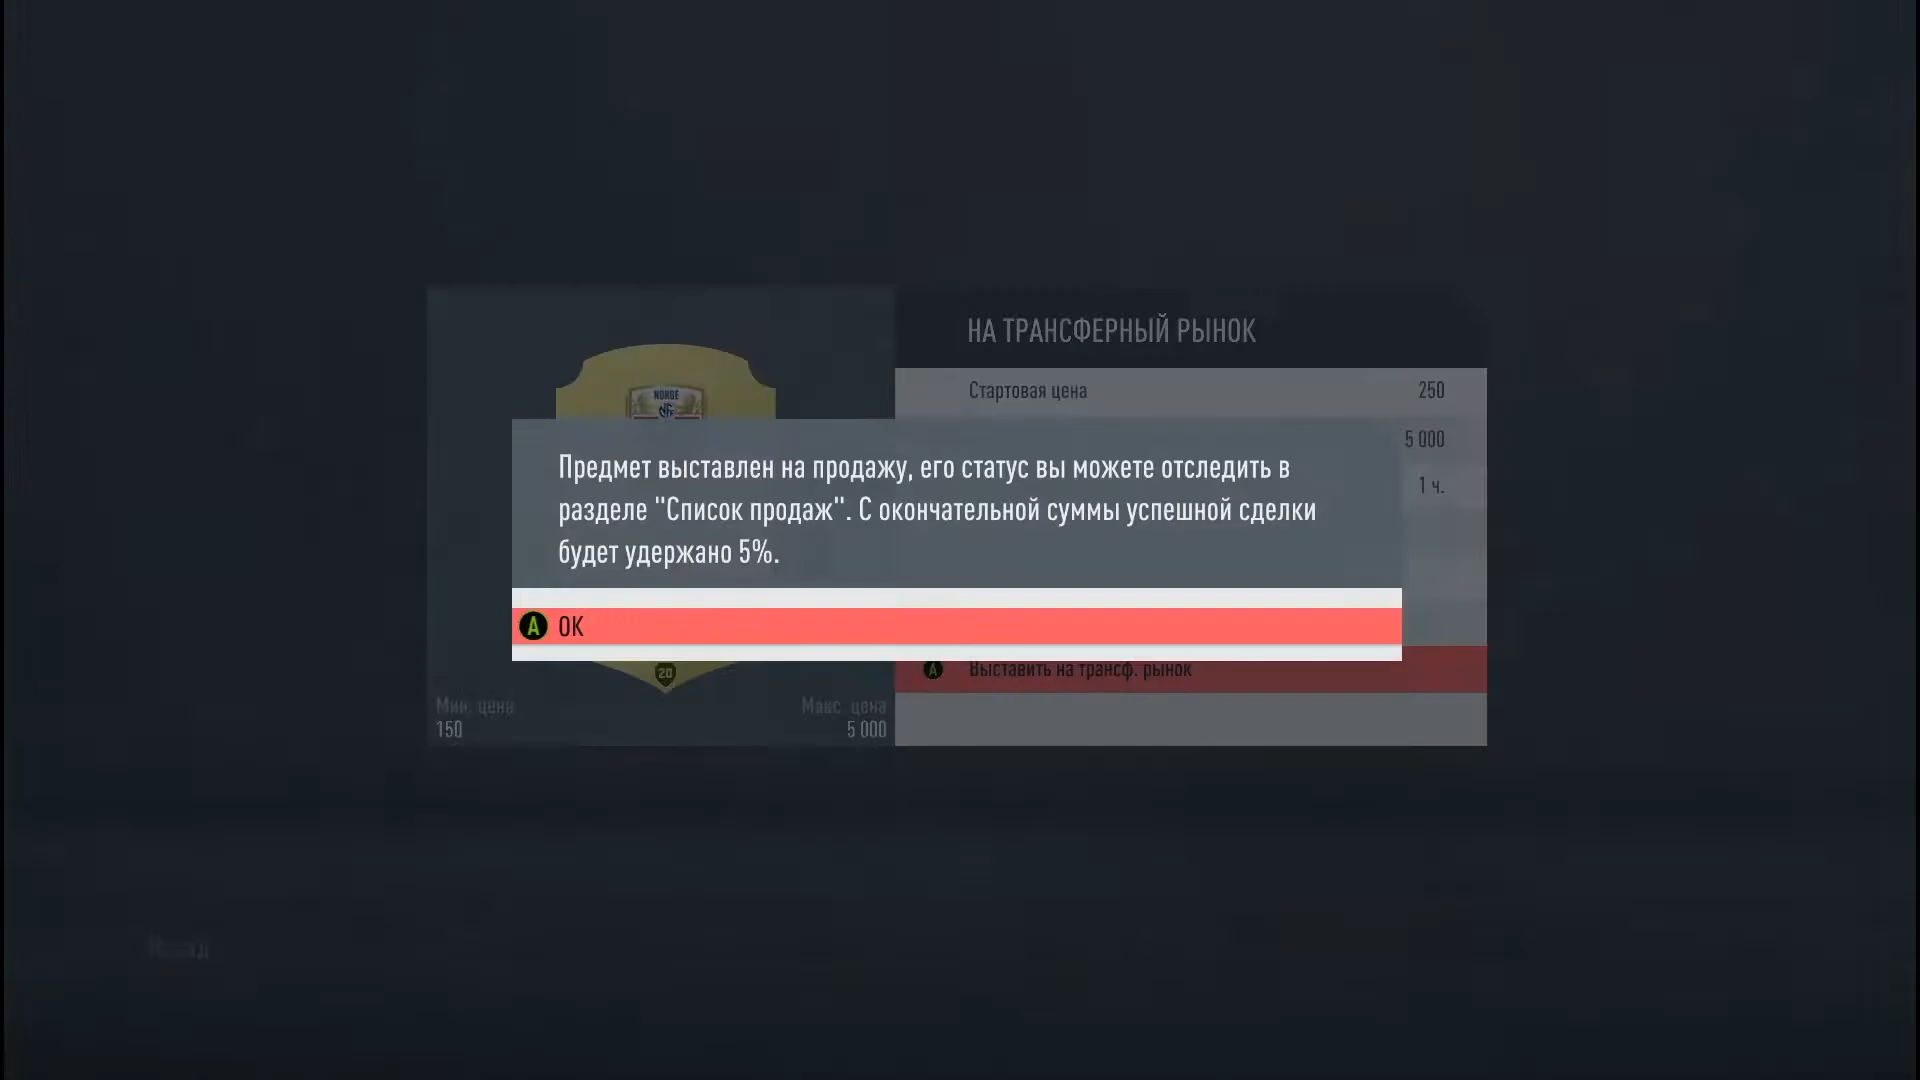 НА ТРАНСФЕРНЫЙ РЫНОК
Стартовая цена 250
NORGE
5 000
1 ч.
Предмет выставлен на продажу, его статус вы можете отследить в
разделе "Список продаж". С окончательной суммы успешной сделки
будет удержано 5%.
A OK
A Выставить на трансф. рынок
20
Мин. цена Макс. цена
150 5 000
Назад